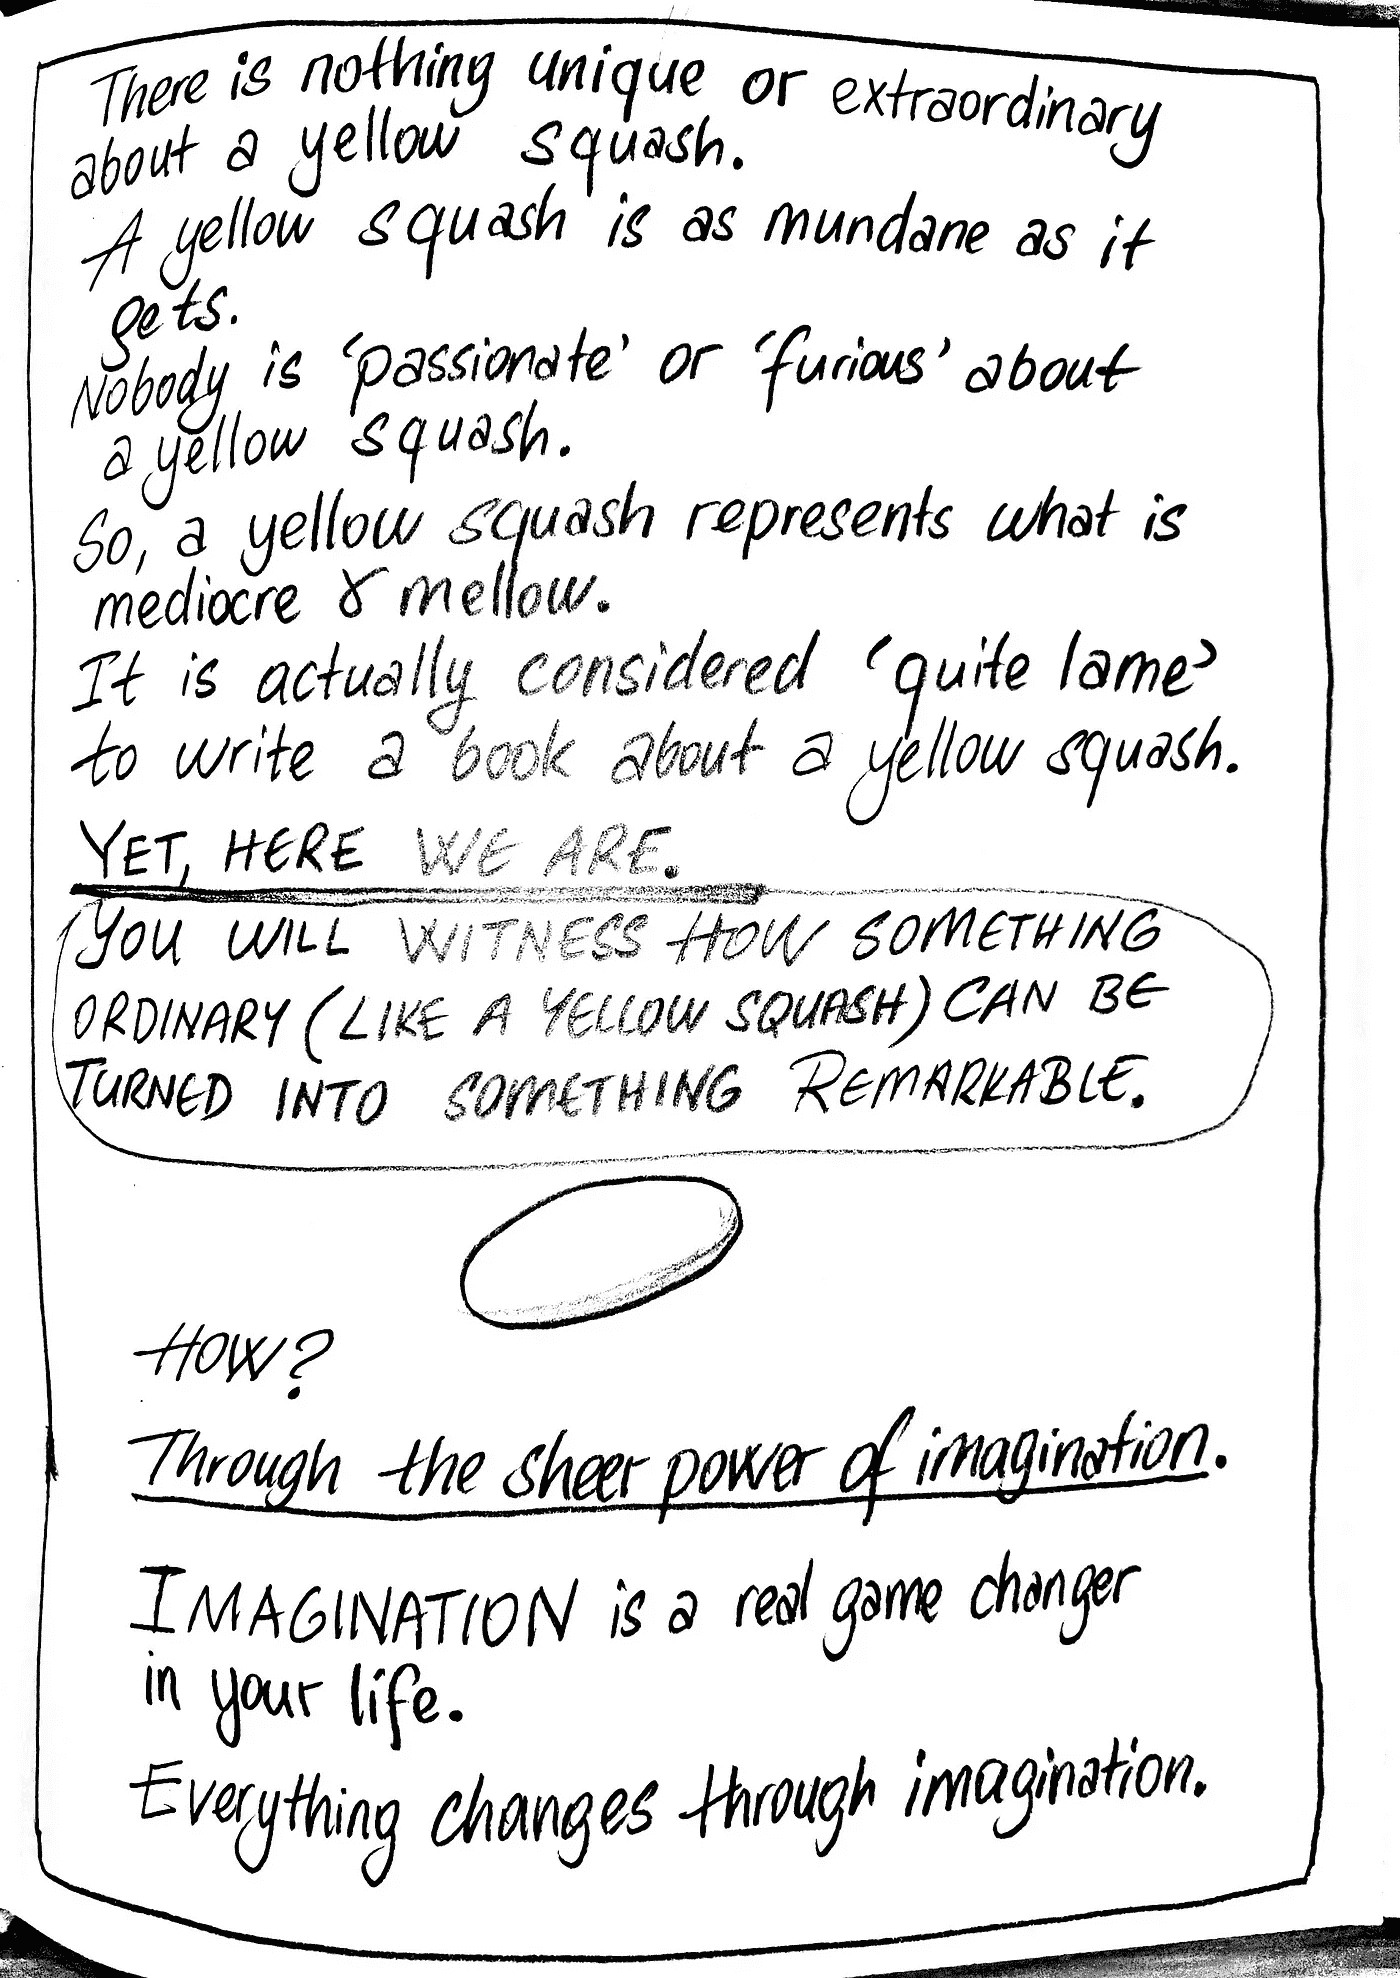 There is nothing unique or extraordinary
about a yellow squash.
A yellow squash is as mundane as it
gets.
Nobody is 'passionate' or 'furious' about
a yellow squash.
So, a yellow squash represents what is
mediocre & mellow.
It is actually considered 'quite lame'
to write a book about a yellow squash.
YET, HERE WE ARE.
YOU WILL WITNESS HOW SOMETHING
ORDINARY (LIKE A YELLOW SQUASH) CAN BE
TURNED INTO SOMETHING REMARKABLE.
HOW?
Through the sheer power of imagination.
IMAGINATION is a real game changer
in your life.
Everything changes through imagination.